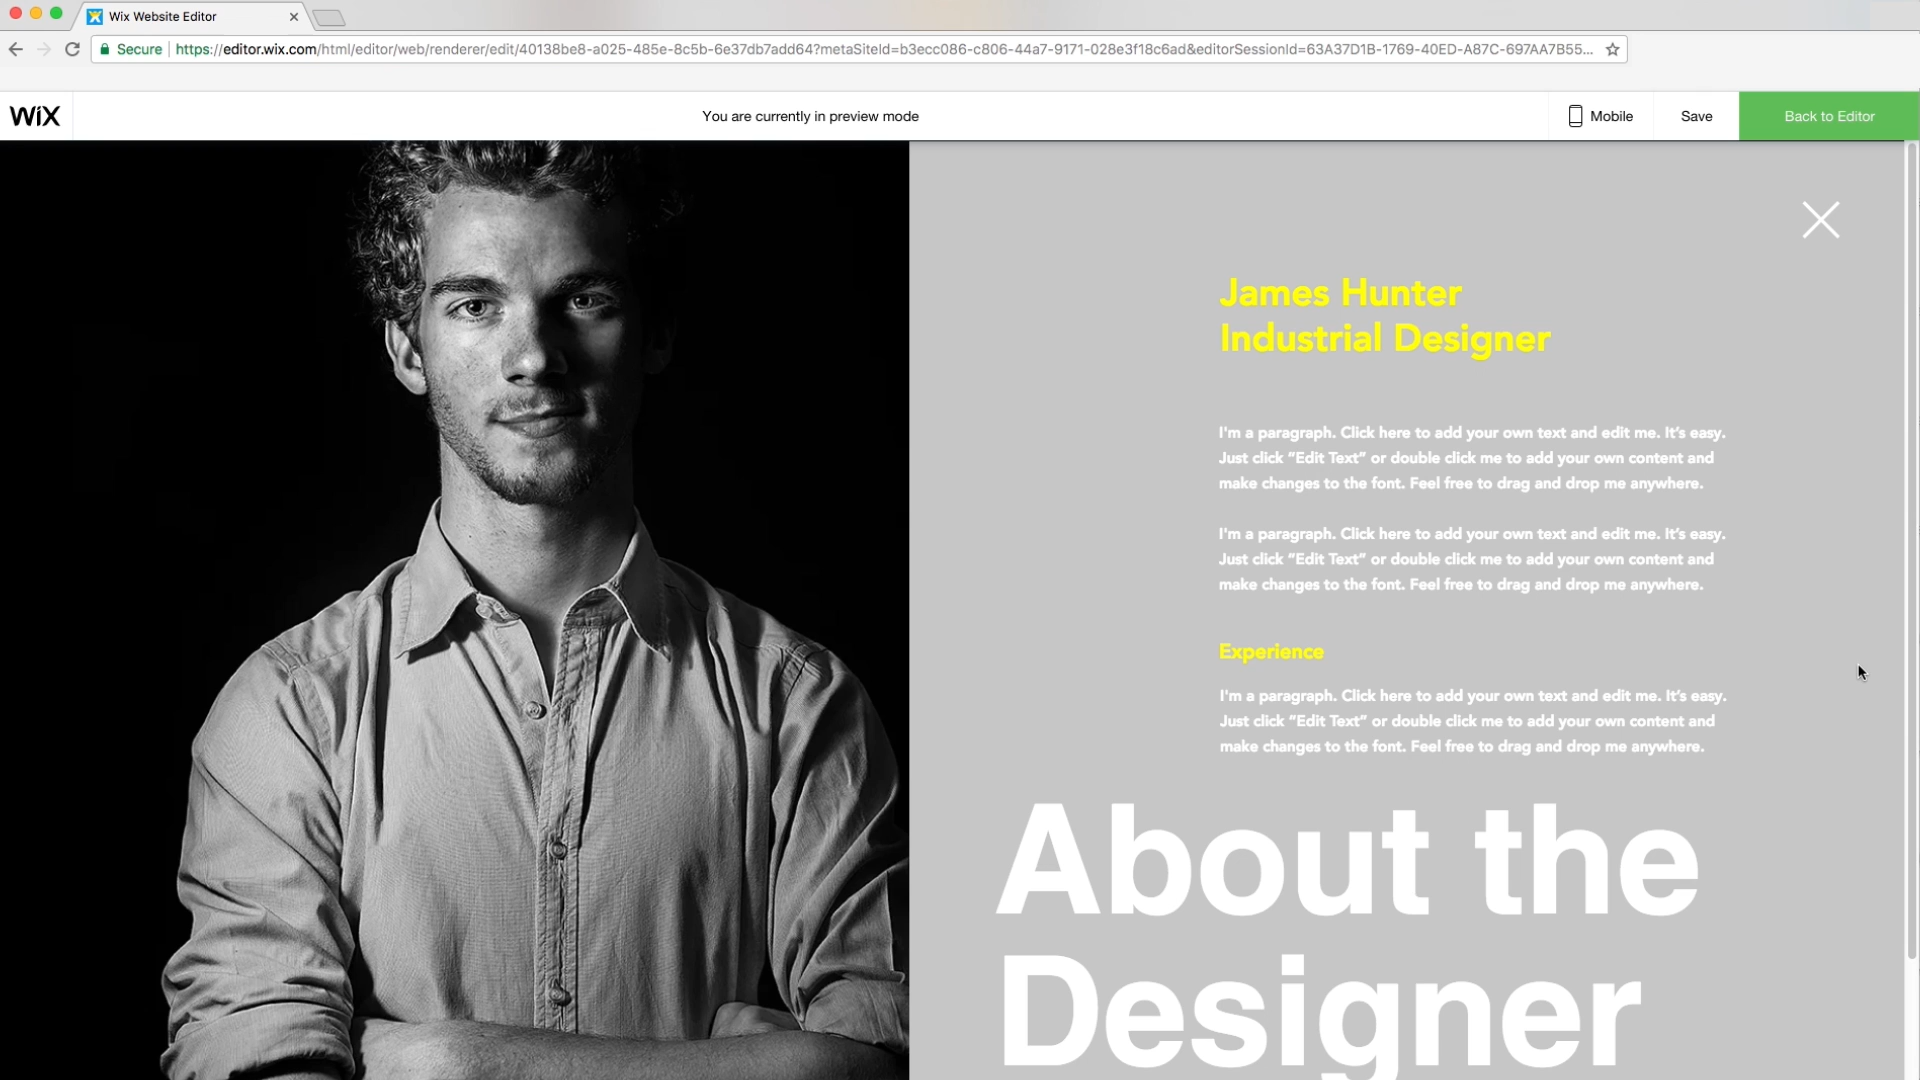 Wix Website Editor
Secure
https://editor.wix.com/html/editor/web/renderer/edit/40138be8-a025-485e-8c5b-6e37db7add64?metaSiteId=b3ecc086-c806-44a7-9171-028e3f18c6ad&editorSessionId=63A37D1B-1769-40ED-A87C-697AA7B55...
WiX
You are currently in preview mode
Mobile
Save
Back to Editor
James Hunter
Industrial Designer
I'm a paragraph. Click here to add your own text and edit me. It’s easy.
Just click “Edit Text” or double click me to add your own content and
make changes to the font. Feel free to drag and drop me anywhere.
I'm a paragraph. Click here to add your own text and edit me. It’s easy.
Just click “Edit Text” or double click me to add your own content and
make changes to the font. Feel free to drag and drop me anywhere.
Experience
I'm a paragraph. Click here to add your own text and edit me. It’s easy.
Just click “Edit Text” or double click me to add your own content and
make changes to the font. Feel free to drag and drop me anywhere.
About the
Designer